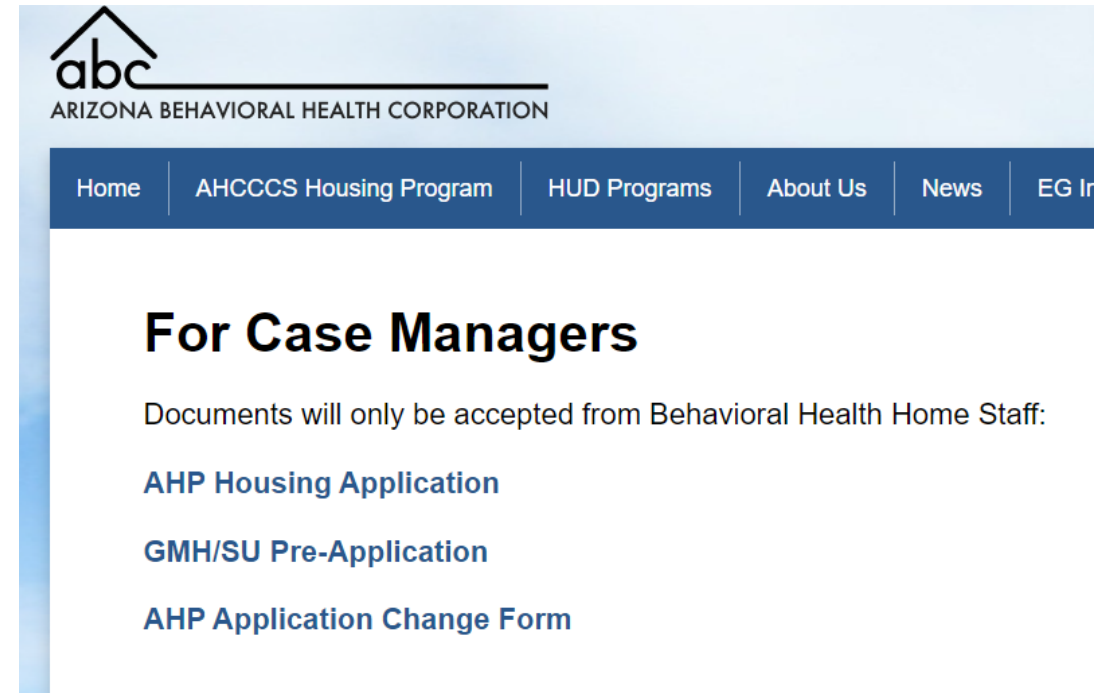 abc
ARIZONA BEHAVIORAL HEALTH CORPORATION
Home AHCCCS Housing Program HUD Programs About Us News EG
For Case Managers
Documents will only be accepted from Behavioral Health Home Staff:
AHP Housing Application
GMH/SU Pre-Application
AHP Application Change Form